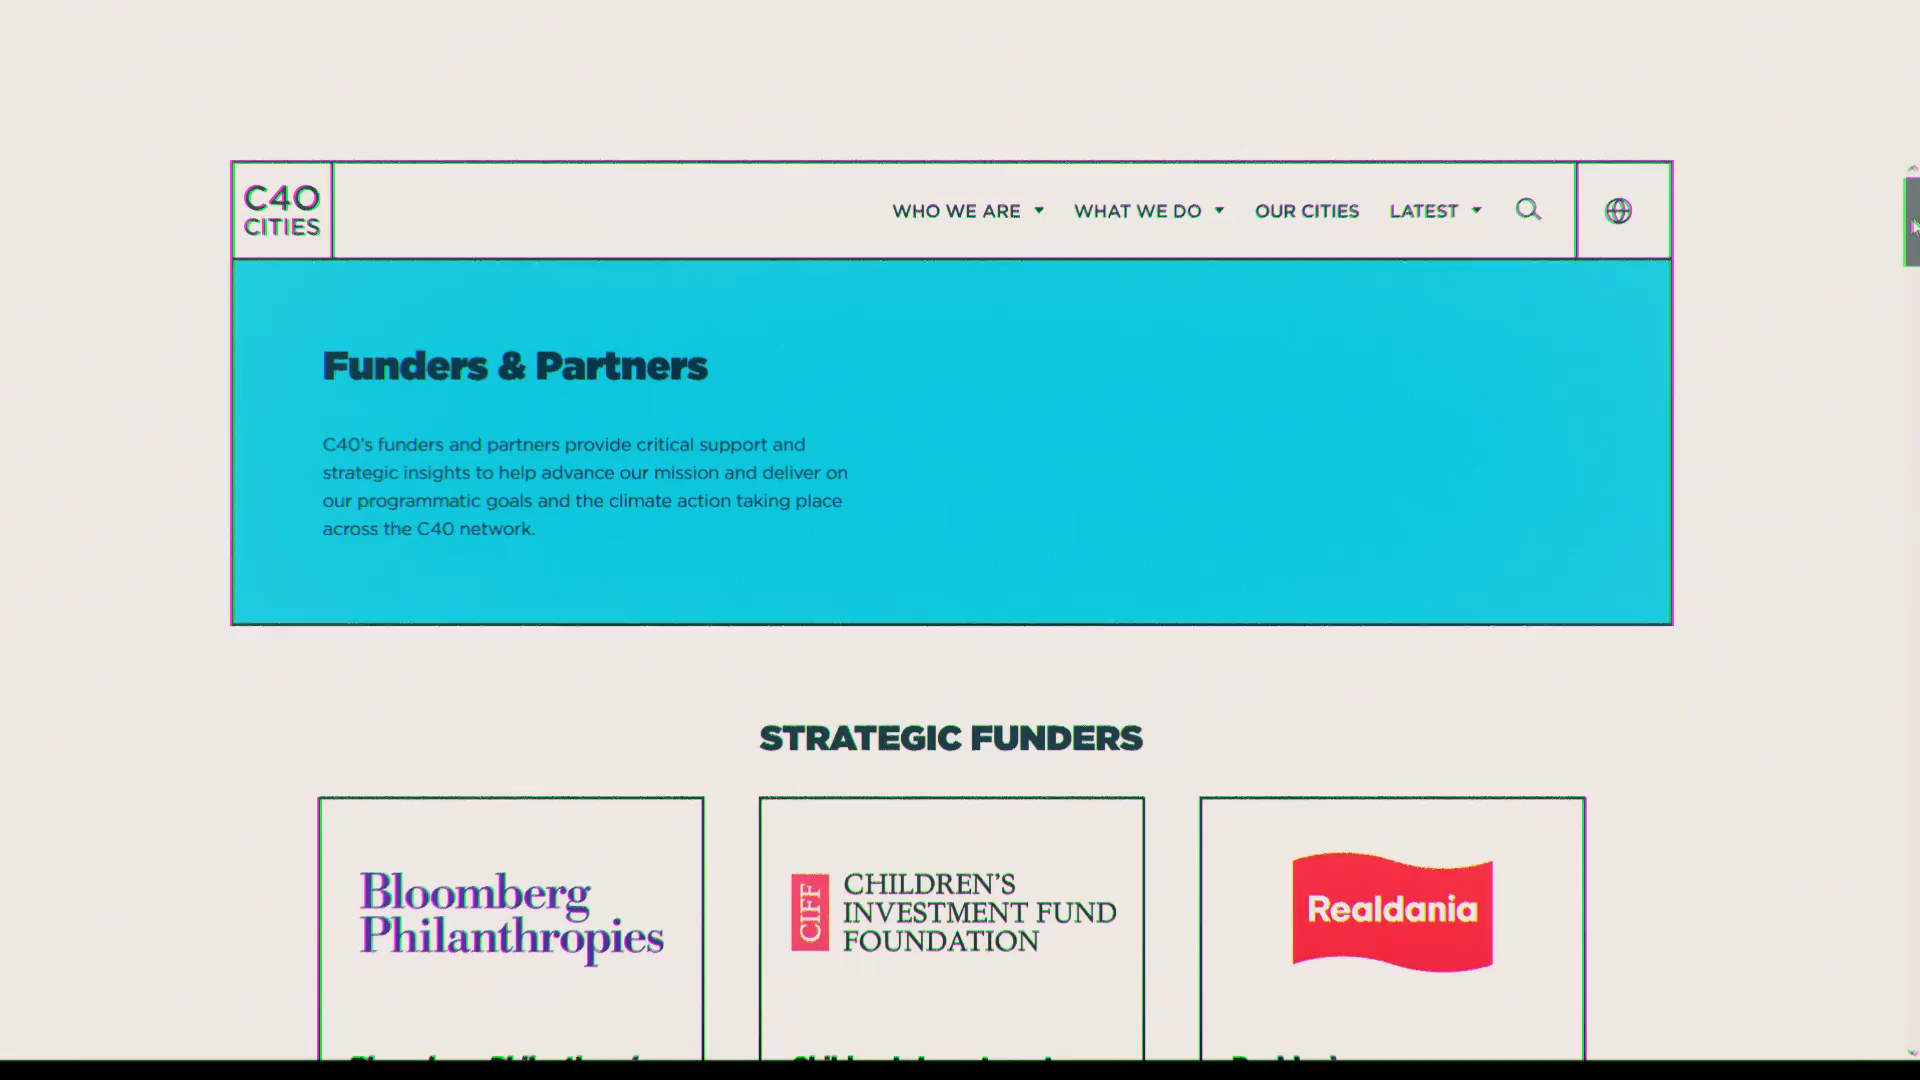 C40
CITIES
WHO WE ARE
WHAT WE DO
OUR CITIES
LATEST
Funders & Partners
C40's funders and partners provide critical support and
strategic insights to help advance our mission and deliver on
our programmatic goals and the climate action taking place
across the C40 network.
STRATEGIC FUNDERS
Bloomberg
Philanthropies
CIFF
CHILDREN'S
INVESTMENT FUND
FOUNDATION
Realdania